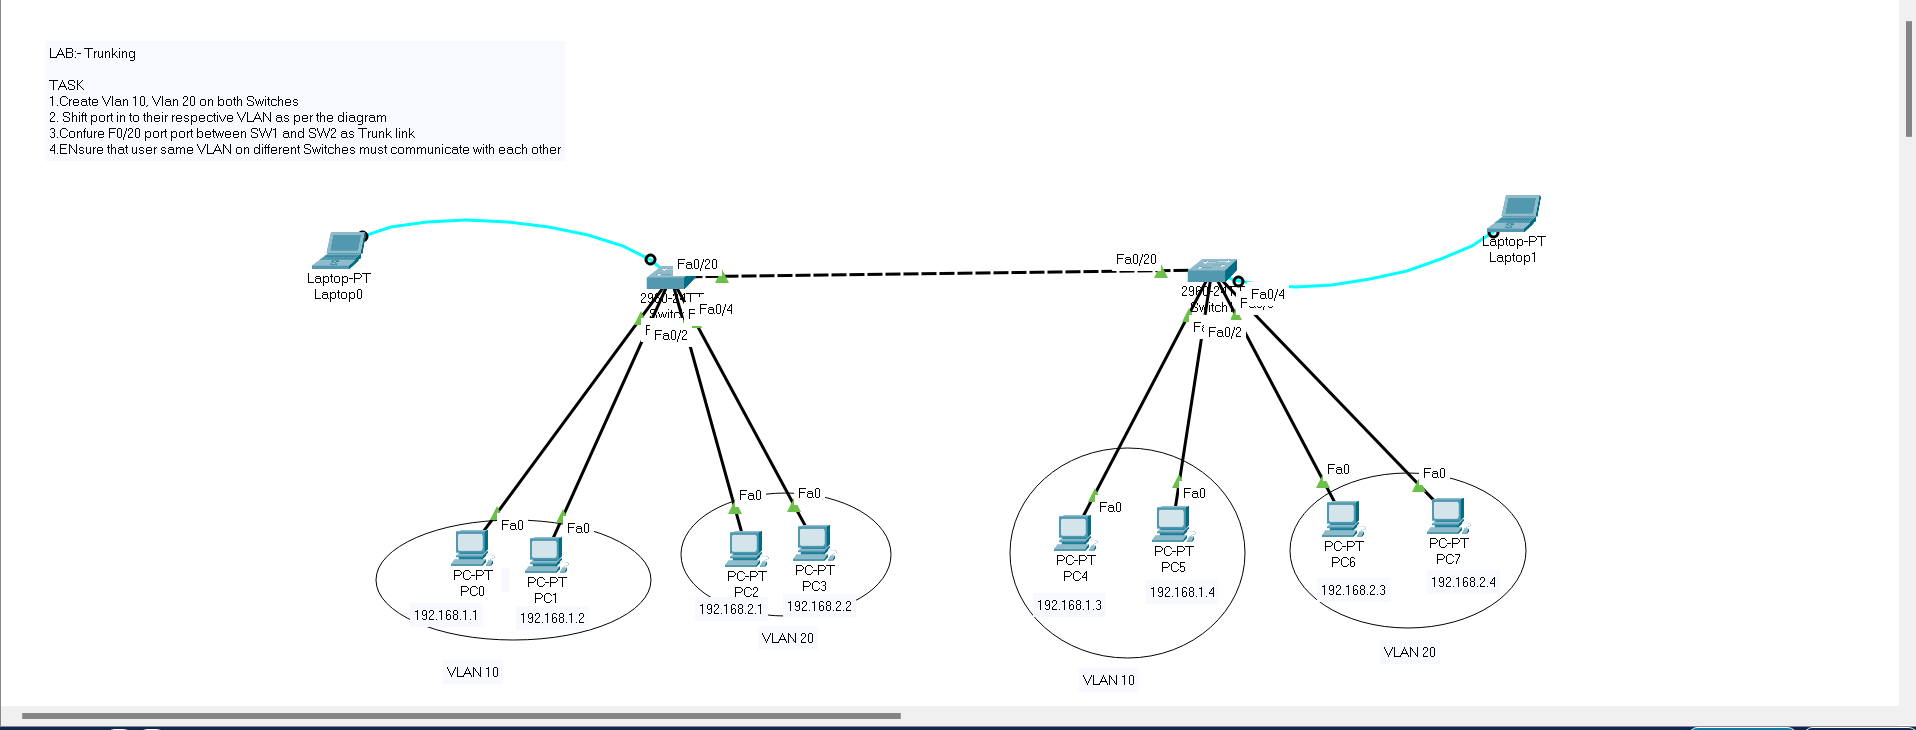 LAB:- Trunking
TASK
1.Create Vlan 10, Vlan 20 on both Switches
2. Shift port in to their respective VLAN as per the diagram
3.Confure F0/20 port port between SW1 and SW2 as Trunk link
4.ENsure that user same VLAN on different Switches must communicate with each other
Laptop-PT
Laptop0
Fa0/20
Fa0/4
Fa0/2
Fa0/20
Laptop-PT
Laptop1
Fa0/4
Switch
Fa0/2
Fa0
Fa0
Fa0
Fa0
Fa0
Fa0
Fa0
Fa0
PC-PT
PC0
192.168.1.1
PC-PT
PC1
192.168.1.2
VLAN 10
PC-PT
PC2
192.168.2.1
PC-PT
PC3
192.168.2.2
VLAN 20
PC-PT
PC4
192.168.1.3
PC-PT
PC5
192.168.1.4
VLAN 10
PC-PT
PC6
192.168.2.3
PC-PT
PC7
192.168.2.4
VLAN 20